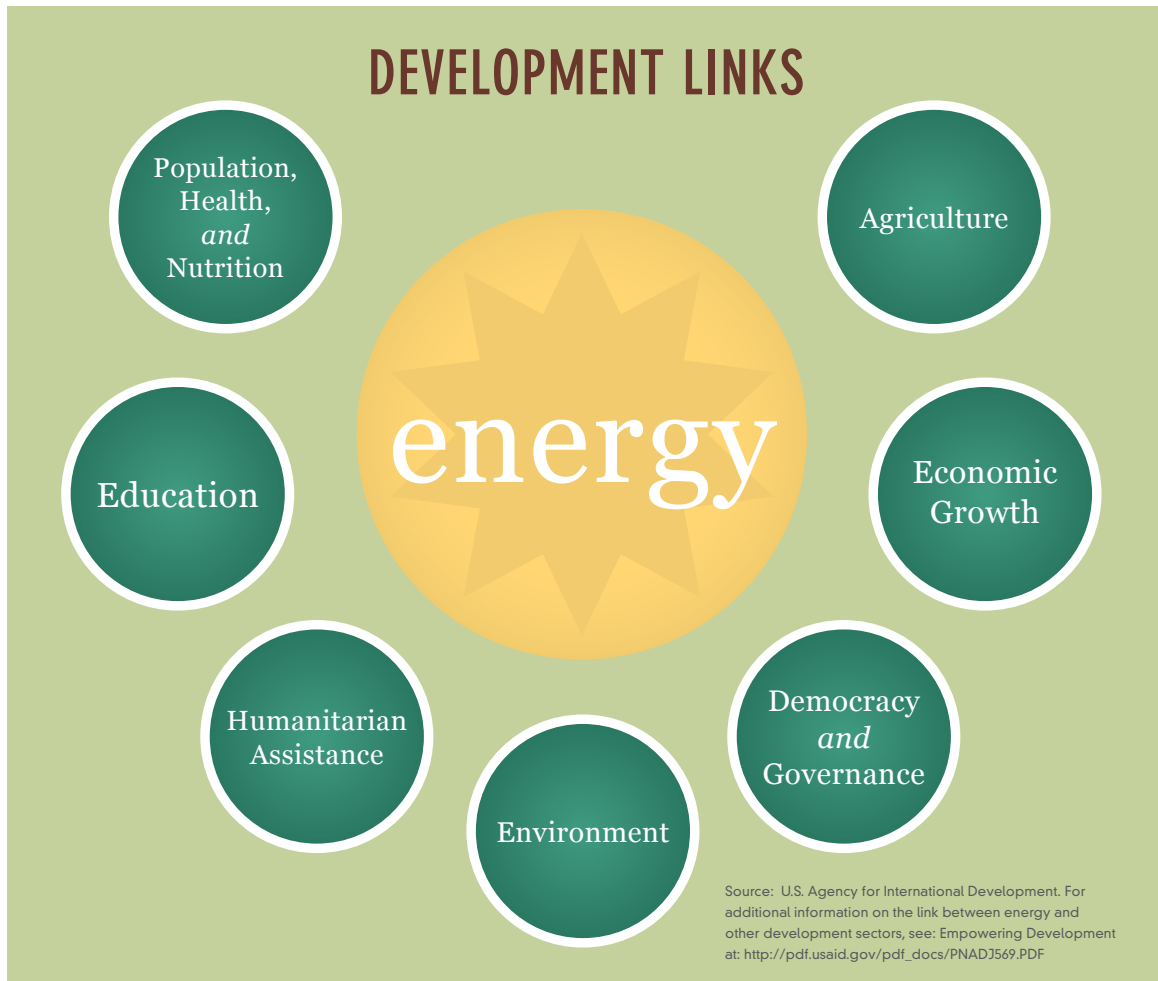 DEVELOPMENT LINKS
Population,
Health,
and
Nutrition
Agriculture
energy
Education
Economic
Growth
Humanitarian
Assistance
Democracy
and
Governance
Environment
Source:  U.S. Agency for International Development. For
additional information on the link between energy and
other development sectors, see: Empowering Development
at: http://pdf.usaid.gov/pdf_docs/PNADJ569.PDF